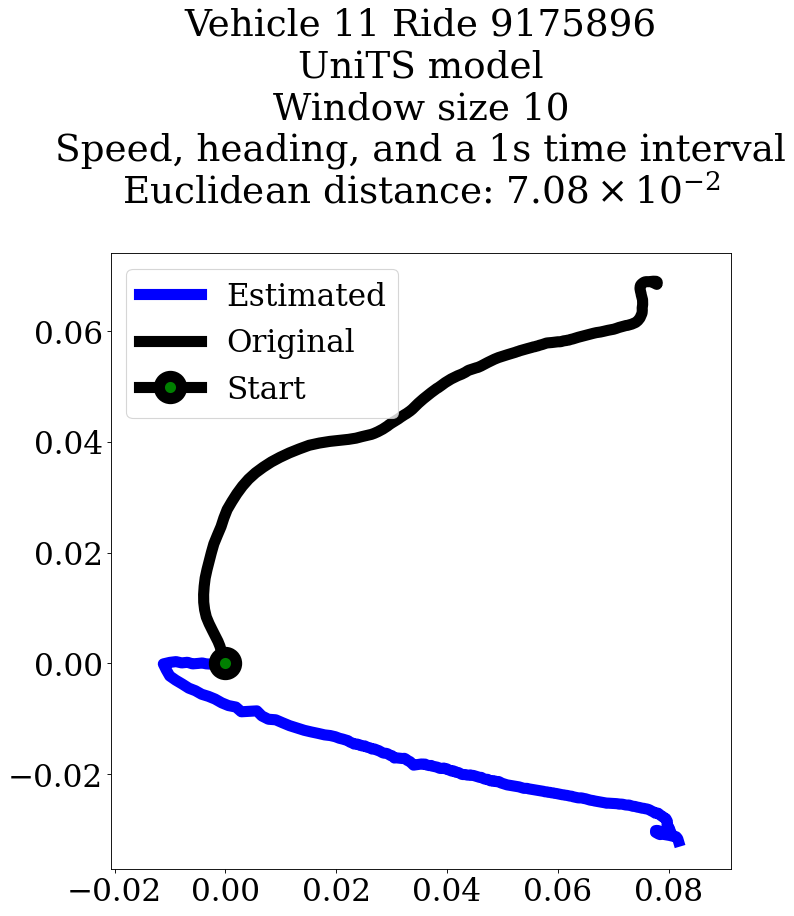 Vehicle 11 Ride 9175896
UniTS model
Window size 10
Speed, heading, and a 1s time interval
Euclidean distance: 7.08 × 10⁻²
Estimated
Original
Start
0.06
0.04
0.02
0.00
−0.02
−0.02 0.00 0.02 0.04 0.06 0.08